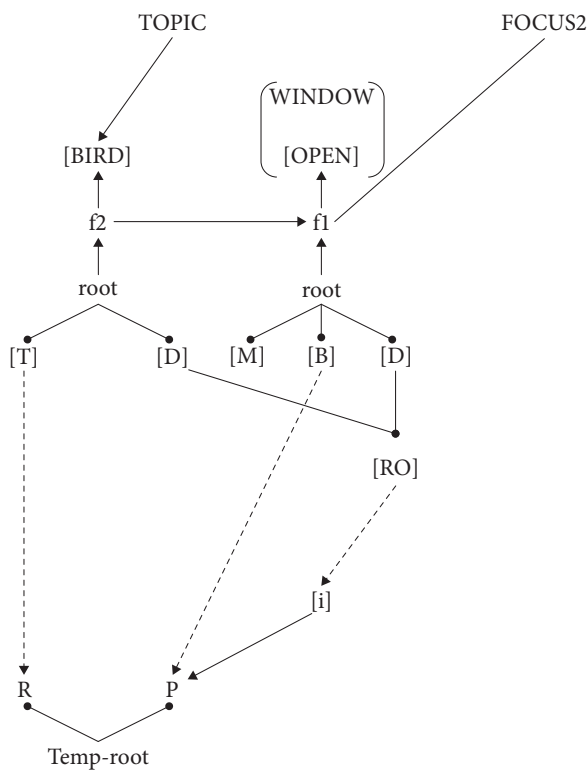 TOPIC FOCUS2
WINDOW
[BIRD] [OPEN]
f2 f1
root root
[T] [D] [M] [B] [D]
[RO]
[i]
R P
Temp-root